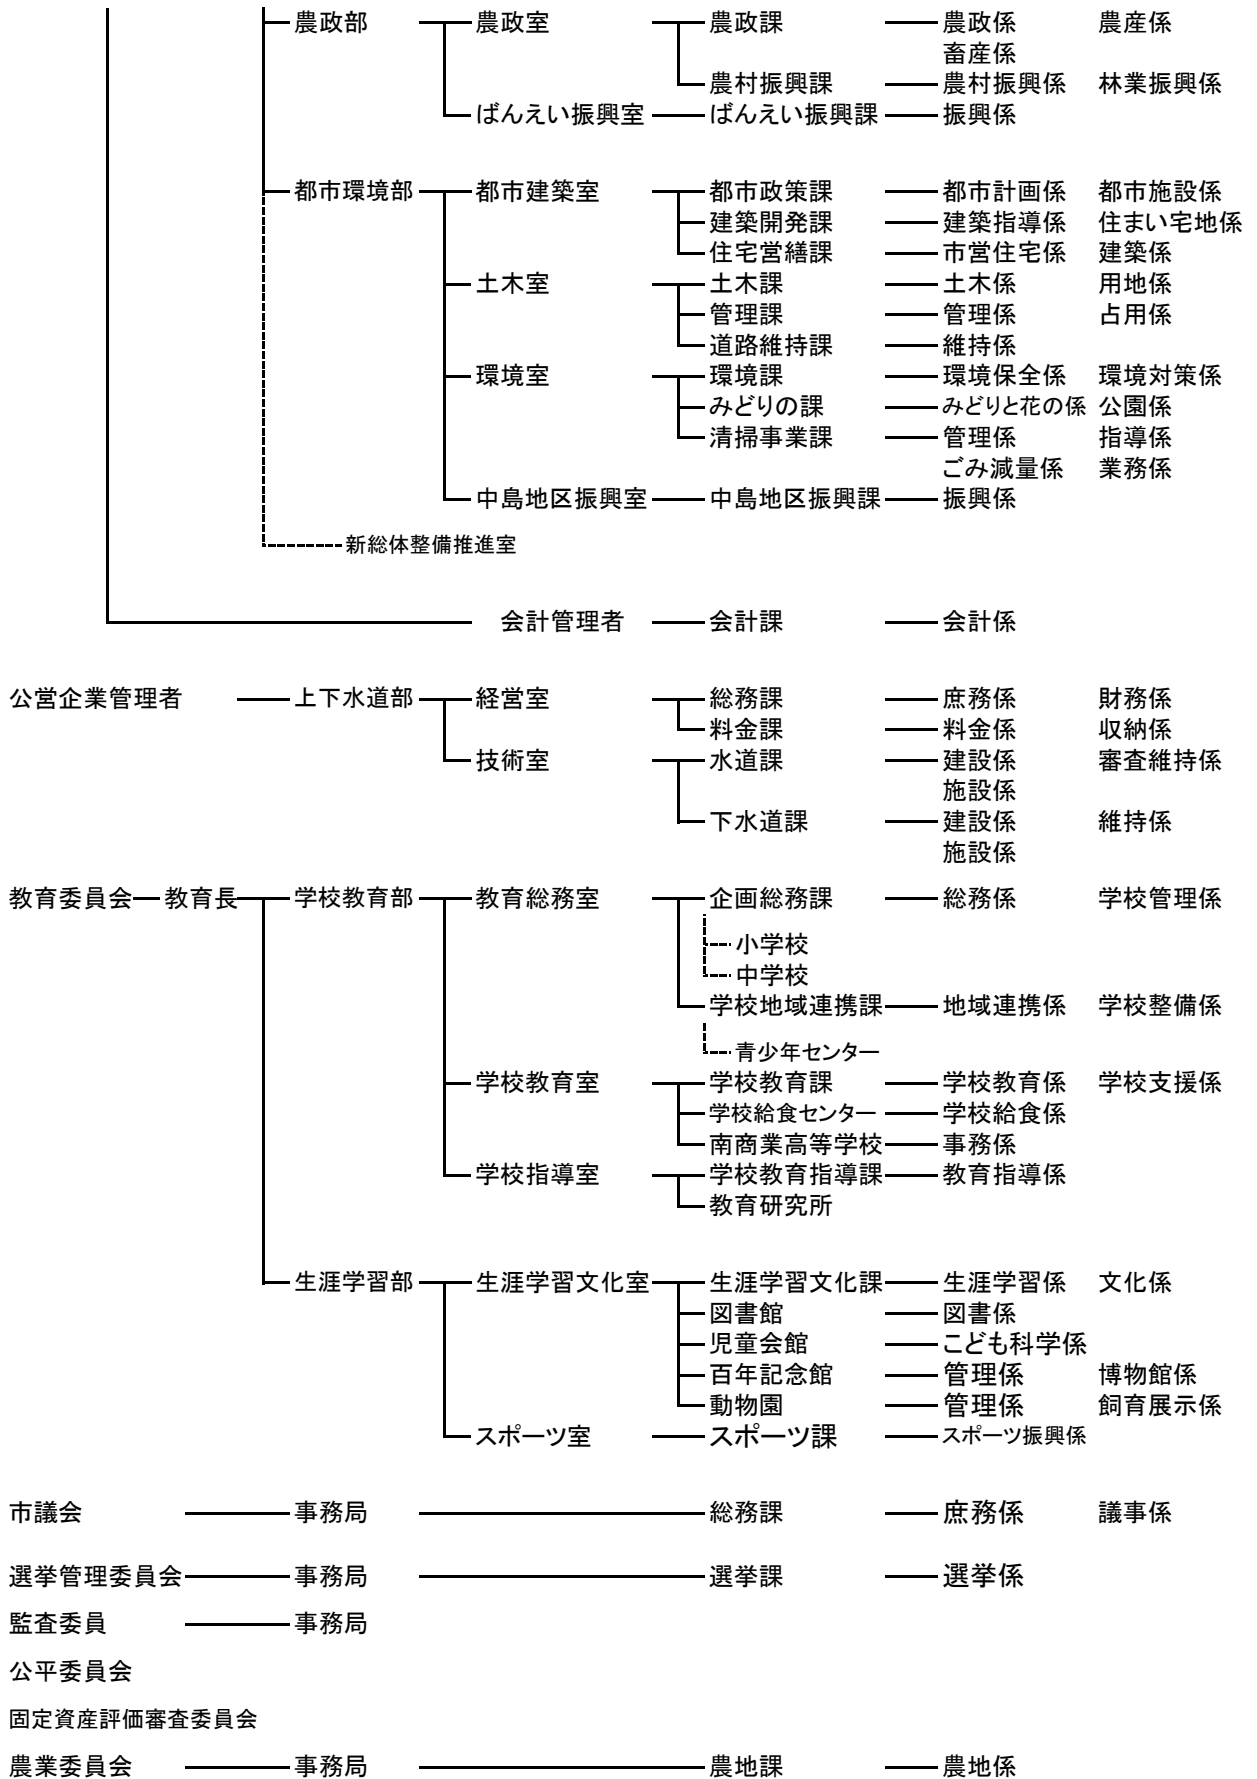 農政部 農政室 農政課 農政係 農産係
畜産係
農村振興課 農村振興係 林業振興係
ばんえい振興室 ばんえい振興課 振興係
都市環境部 都市建築室 都市政策課 都市計画係 都市施設係
建築開発課 建築指導係 住まい宅地係
住宅営繕課 市営住宅係 建築係
土木室 土木課 土木係 用地係
管理課 管理係 占用係
道路維持課 維持係
環境室 環境課 環境保全係 環境対策係
みどりの課 みどりと花の係 公園係
清掃事業課 管理係 指導係
ごみ減量係 業務係
中島地区振興室 中島地区振興課 振興係
新総体整備推進室
会計管理者 会計課 会計係
公営企業管理者 上下水道部 経営室 総務課 庶務係 財務係
料金課 料金係 収納係
技術室 水道課 建設係 審査維持係
施設係
下水道課 建設係 維持係
施設係
教育委員会 教育長 学校教育部 教育総務室 企画総務課 総務係 学校管理係
小学校
中学校
学校地域連携課 地域連携係 学校整備係
青少年センター
学校教育室 学校教育課 学校教育係 学校支援係
学校給食センター 学校給食係
南商業高等学校 事務係
学校指導室 学校教育指導課 教育指導係
教育研究所
生涯学習部 生涯学習文化室 生涯学習文化課 生涯学習係 文化係
図書館 図書係
児童会館 こども科学係
百年記念館 管理係 博物館係
動物園 管理係 飼育展示係
スポーツ室 スポーツ課 スポーツ振興係
市議会 事務局 総務課 庶務係 議事係
選挙管理委員会 事務局 選挙課 選挙係
監査委員 事務局
公平委員会
固定資産評価審査委員会
農業委員会 事務局 農地課 農地係